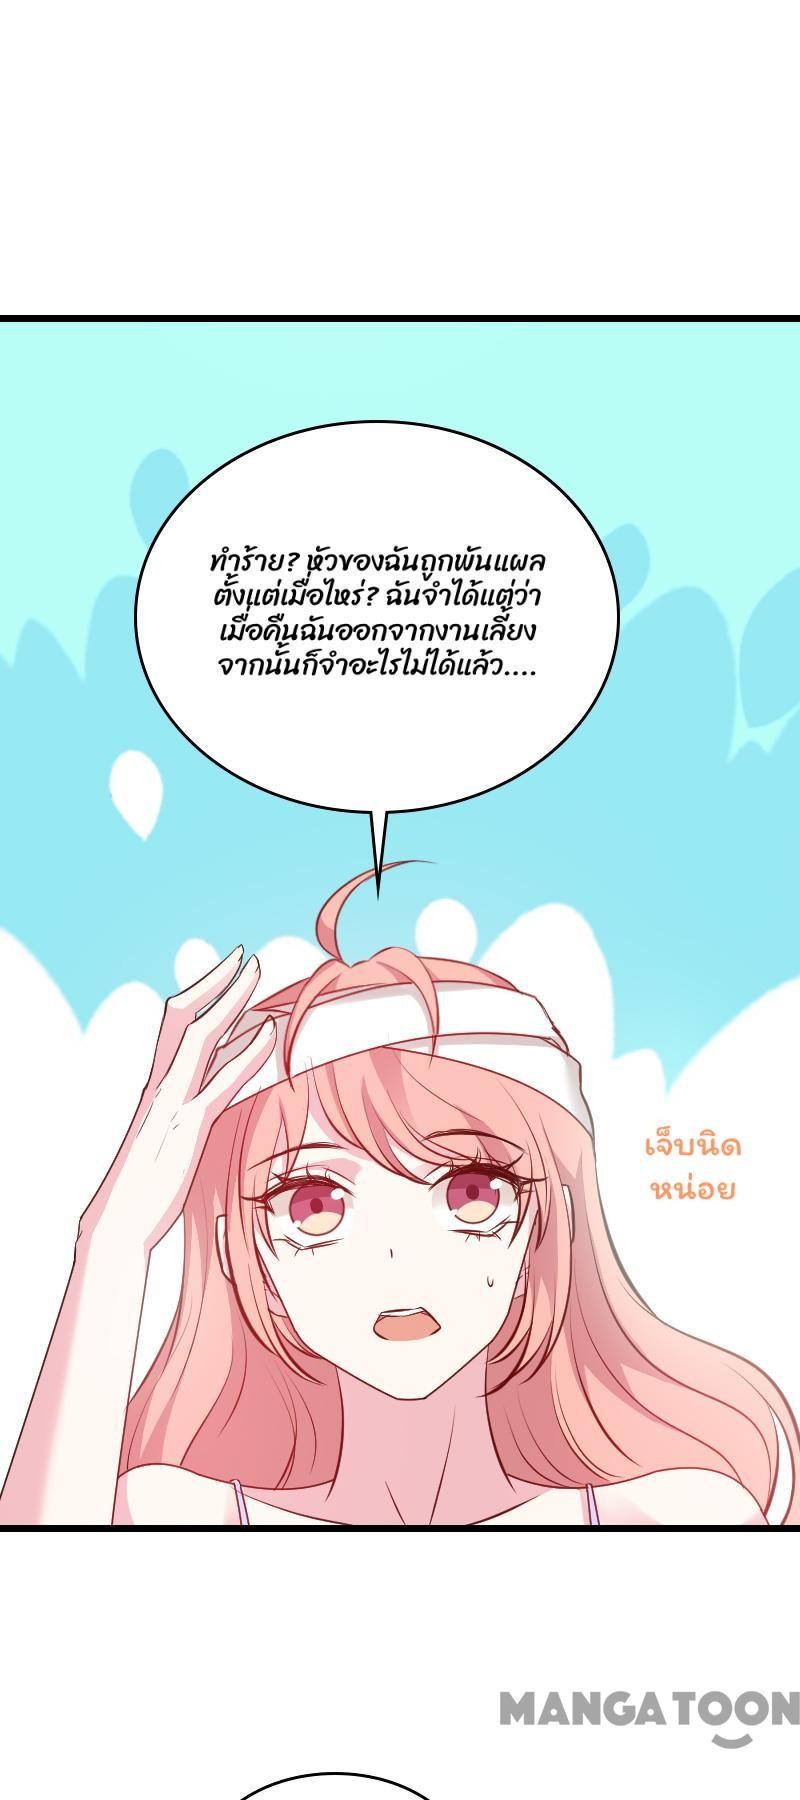 ทำร้าย? หัวของฉันถูกพันแผล
ตั้งแต่เมื่อไหร่? ฉันจำได้แต่ว่า
เมื่อคืนฉันออกจากงานเลี้ยง
จากนั้นก็จำอะไรไม่ได้แล้ว....
เจ็บนิด
หน่อย
MANGATOON